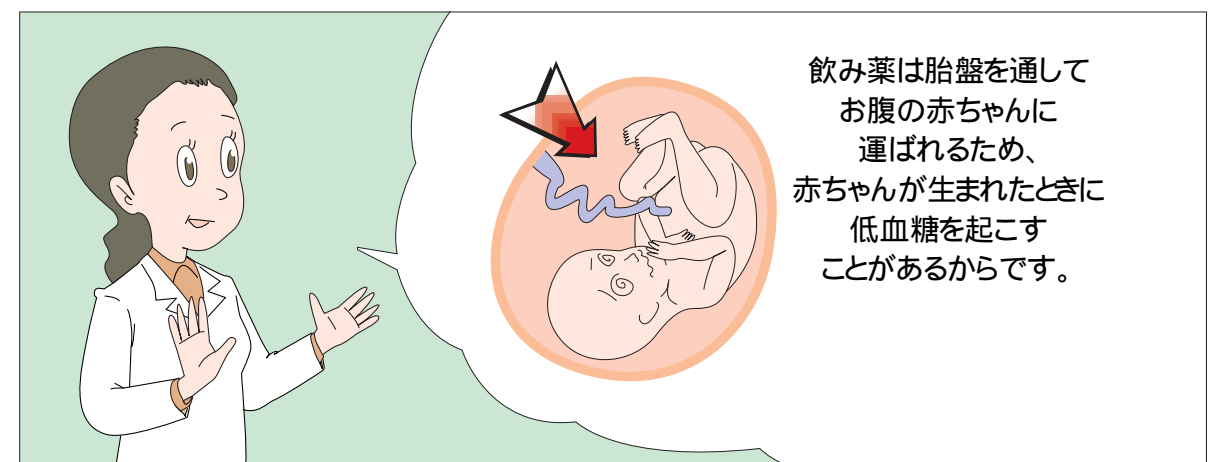 飲み薬は胎盤を通して
お腹の赤ちゃんに
運ばれるため、
赤ちゃんが生まれたときに
低血糖を起こす
ことがあるからです。